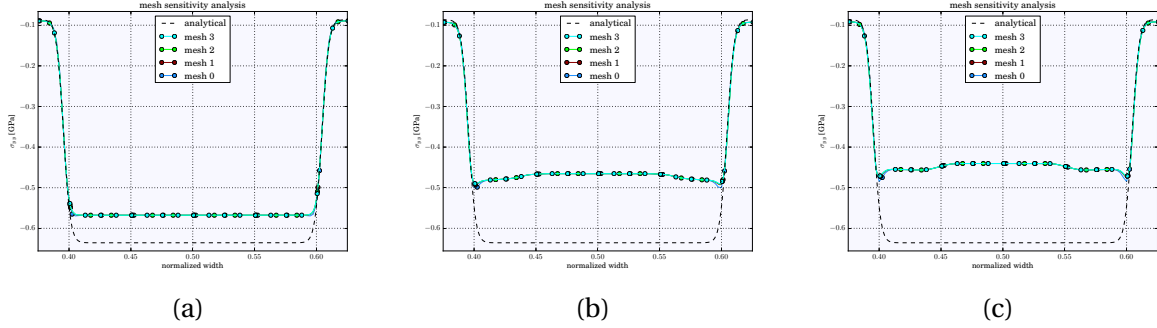 mesh sensitivity analysis
analytical
mesh 3
mesh 2
mesh 1
mesh 0
−0.1
−0.2
−0.3
−0.4
−0.5
−0.6
0.40
0.45
0.50
0.55
0.60
normalized width
(a)
mesh sensitivity analysis
analytical
mesh 3
mesh 2
mesh 1
mesh 0
−0.1
−0.2
−0.3
−0.4
−0.5
−0.6
0.40
0.45
0.50
0.55
0.60
normalized width
(b)
mesh sensitivity analysis
analytical
mesh 3
mesh 2
mesh 1
mesh 0
−0.1
−0.2
−0.3
−0.4
−0.5
−0.6
0.40
0.45
0.50
0.55
0.60
normalized width
(c)